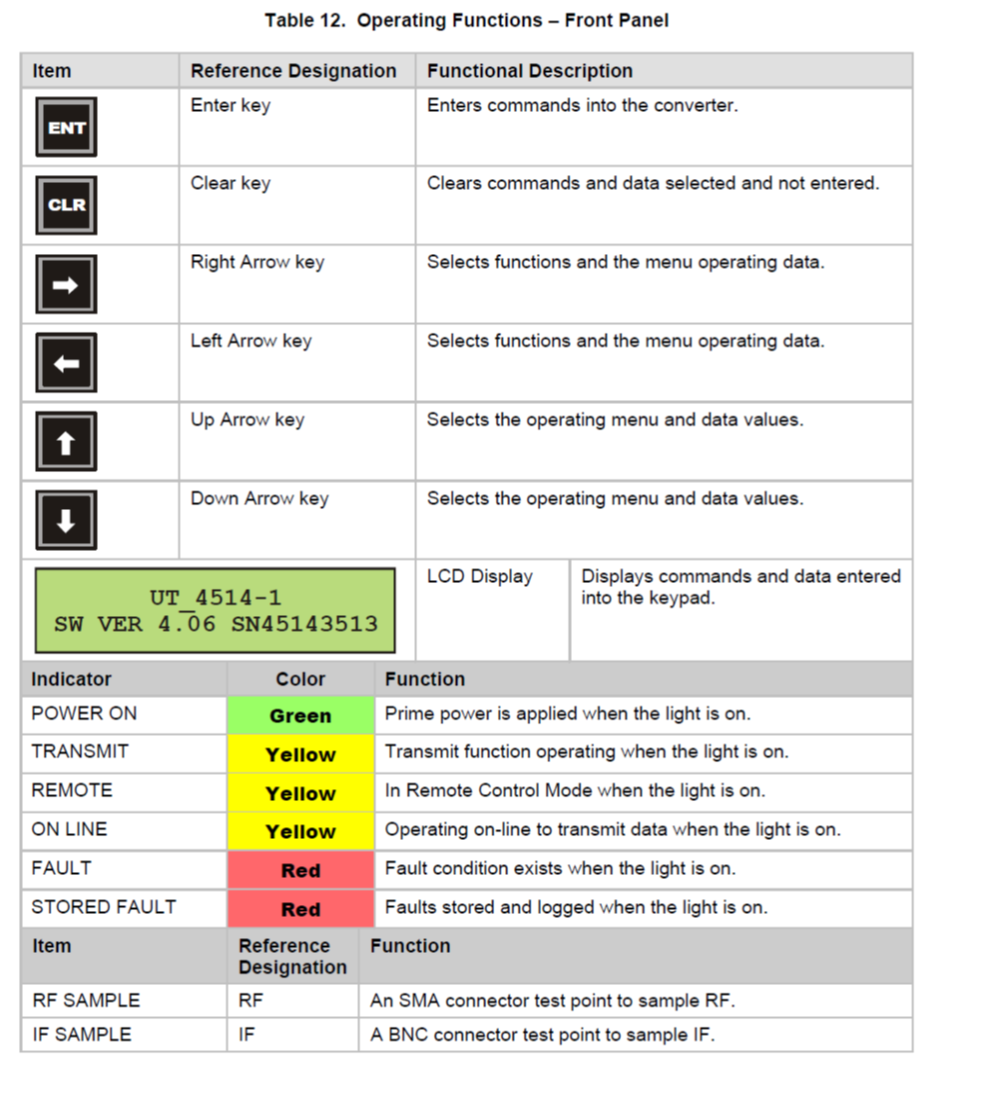 Table 12. Operating Functions – Front Panel
Item Reference Designation Functional Description
ENT Enter key Enters commands into the converter.
CLR Clear key Clears commands and data selected and not entered.
Right Arrow key Selects functions and the menu operating data.
Left Arrow key Selects functions and the menu operating data.
Up Arrow key Selects the operating menu and data values.
Down Arrow key Selects the operating menu and data values.
UT_4514-1
SW VER 4.06 SN45143513
LCD Display
Displays commands and data entered
into the keypad.
Indicator Color Function
POWER ON Green Prime power is applied when the light is on.
TRANSMIT Yellow Transmit function operating when the light is on.
REMOTE Yellow In Remote Control Mode when the light is on.
ON LINE Yellow Operating on-line to transmit data when the light is on.
FAULT Red Fault condition exists when the light is on.
STORED FAULT Red Faults stored and logged when the light is on.
Item Reference Function
Designation
RF SAMPLE RF An SMA connector test point to sample RF.
IF SAMPLE IF A BNC connector test point to sample IF.